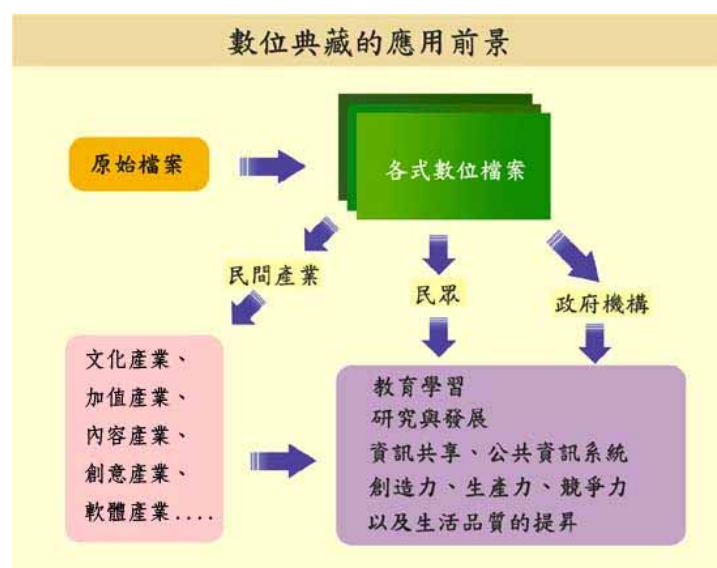 數位典藏的應用前景
原始檔案
各式數位檔案
民間產業
民眾
政府機構
文化產業、
加值產業、
內容產業、
創意產業、
軟體產業....
教育學習
研究與發展
資訊共享、公共資訊系統
創造力、生產力、競爭力
以及生活品質的提昇